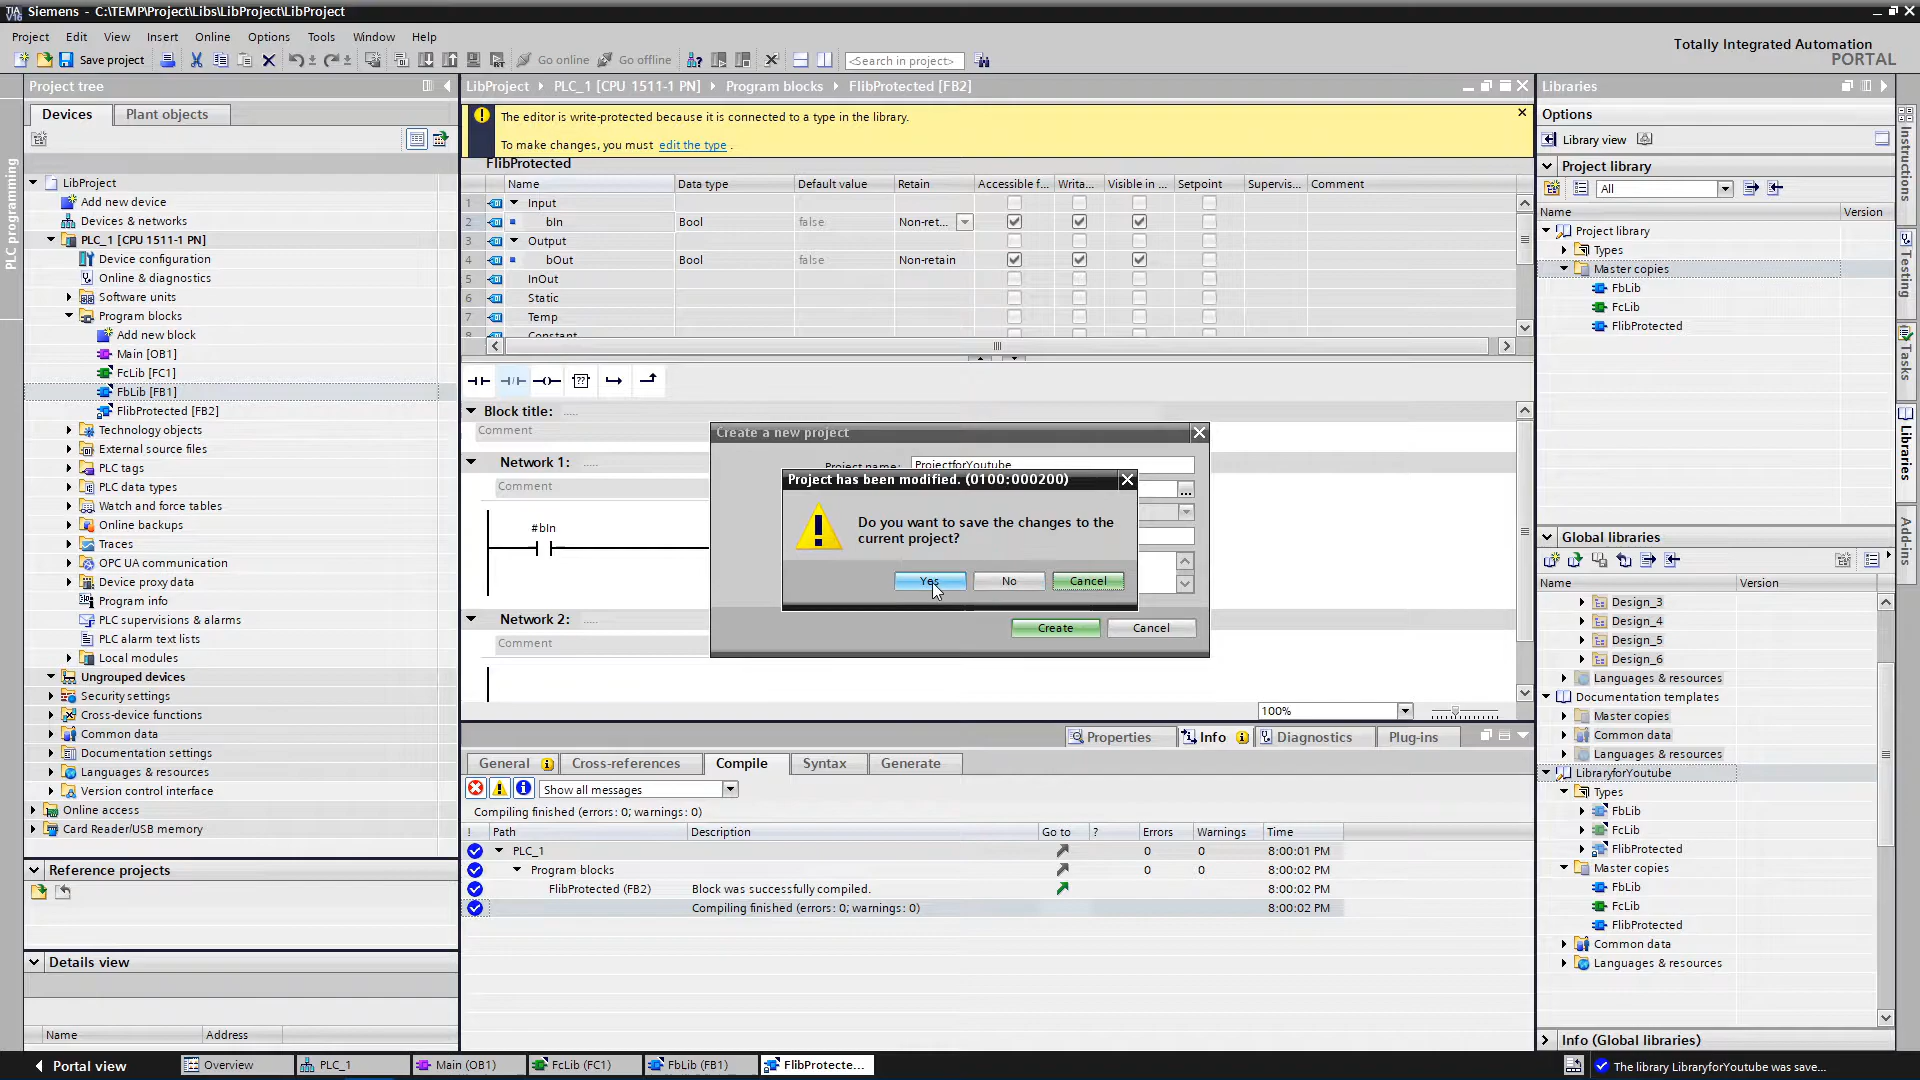 Siemens - C:\TEMP\Project\Libs\LibProject\LibProject
Project Edit View Insert Online Options Tools Window Help
Totally Integrated Automation
PORTAL
Save project
Go online
Go offline
<Search in project>
Project tree
LibProject PLC_1 [CPU 1511-1 PN] Program blocks FlibProtected [FB2]
Libraries
Devices
Plant objects
PLC programming
LibProject
Add new device
Devices & networks
PLC_1 [CPU 1511-1 PN]
Device configuration
Online & diagnostics
Software units
Program blocks
Add new block
Main [OB1]
FcLib [FC1]
FbLib [FB1]
FlibProtected [FB2]
Technology objects
External source files
PLC tags
PLC data types
Watch and force tables
Online backups
Traces
OPC UA communication
Device proxy data
Program info
PLC supervisions & alarms
PLC alarm text lists
Local modules
Ungrouped devices
Security settings
Cross-device functions
Common data
Documentation settings
Languages & resources
Version control interface
Online access
Card Reader/USB memory
Reference projects
Details view
Name Address
The editor is write-protected because it is connected to a type in the library.
To make changes, you must edit the type .
FlibProtected
Name Data type Default value Retain Accessible f... Writa... Visible in ... Setpoint Supervis... Comment
1 Input
2 bIn Bool false Non-ret...
3 Output
4 bOut Bool false Non-retain
5 InOut
6 Static
7 Temp
8 Constant
??
Block title: .....
Comment
Network 1: .....
Comment
#bIn
Network 2: .....
Comment
100%
Create a new project
Project name: ProjectforYoutube
...
Project has been modified. (0100:000200)
Do you want to save the changes to the
current project?
Yes No Cancel
Create Cancel
Properties Info Diagnostics Plug-ins
General Cross-references Compile Syntax Generate
Show all messages
Compiling finished (errors: 0; warnings: 0)
! Path Description Go to ? Errors Warnings Time
PLC_1 0 0 8:00:01 PM
Program blocks 0 0 8:00:02 PM
FlibProtected (FB2) Block was successfully compiled. 8:00:02 PM
Compiling finished (errors: 0; warnings: 0) 8:00:02 PM
Options
Library view
Project library
All
Name Version
Project library
Types
Master copies
FbLib
FcLib
FlibProtected
Global libraries
Name Version
Design_3
Design_4
Design_5
Design_6
Languages & resources
Documentation templates
Master copies
Common data
Languages & resources
LibraryforYoutube
Types
FbLib
FcLib
FlibProtected
Master copies
FbLib
FcLib
FlibProtected
Common data
Languages & resources
Info (Global libraries)
Instructions
Testing
Tasks
Libraries
Add-ins
Portal view
Overview
PLC_1
Main (OB1)
FcLib (FC1)
FbLib (FB1)
FlibProtecte...
The library LibraryforYoutube was save...